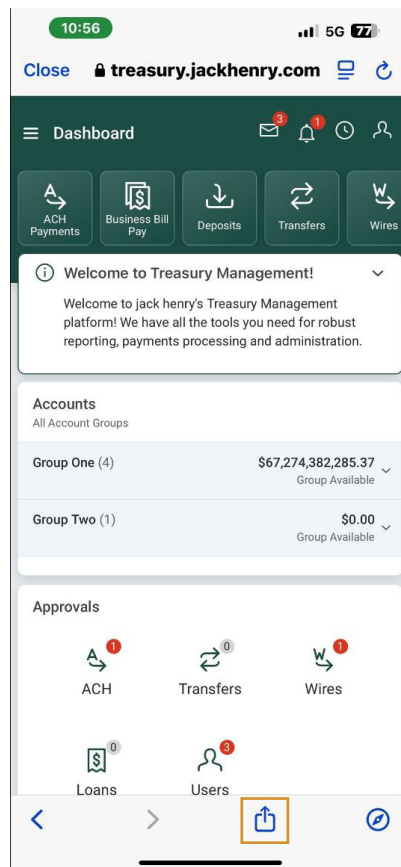 10:56
5G 77
Close treasury.jackhenry.com
Dashboard
3
1
ACH
Payments
Business Bill
Pay
Deposits
Transfers
Wires
Welcome to Treasury Management!
Welcome to jack henry's Treasury Management
platform! We have all the tools you need for robust
reporting, payments processing and administration.
Accounts
All Account Groups
Group One (4) $67,274,382,285.37
Group Available
Group Two (1) $0.00
Group Available
Approvals
1
ACH
0
Transfers
1
Wires
0
Loans
3
Users